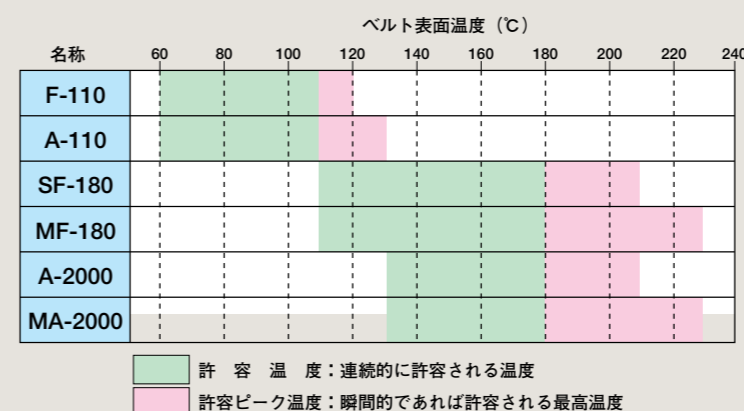 ベルト表面温度（℃）
名称 60 80 100 120 140 160 180 200 220 240
F-110
A-110
SF-180
MF-180
A-2000
MA-2000
許容温度：連続的に許容される温度
許容ピーク温度：瞬間的であれば許容される最高温度